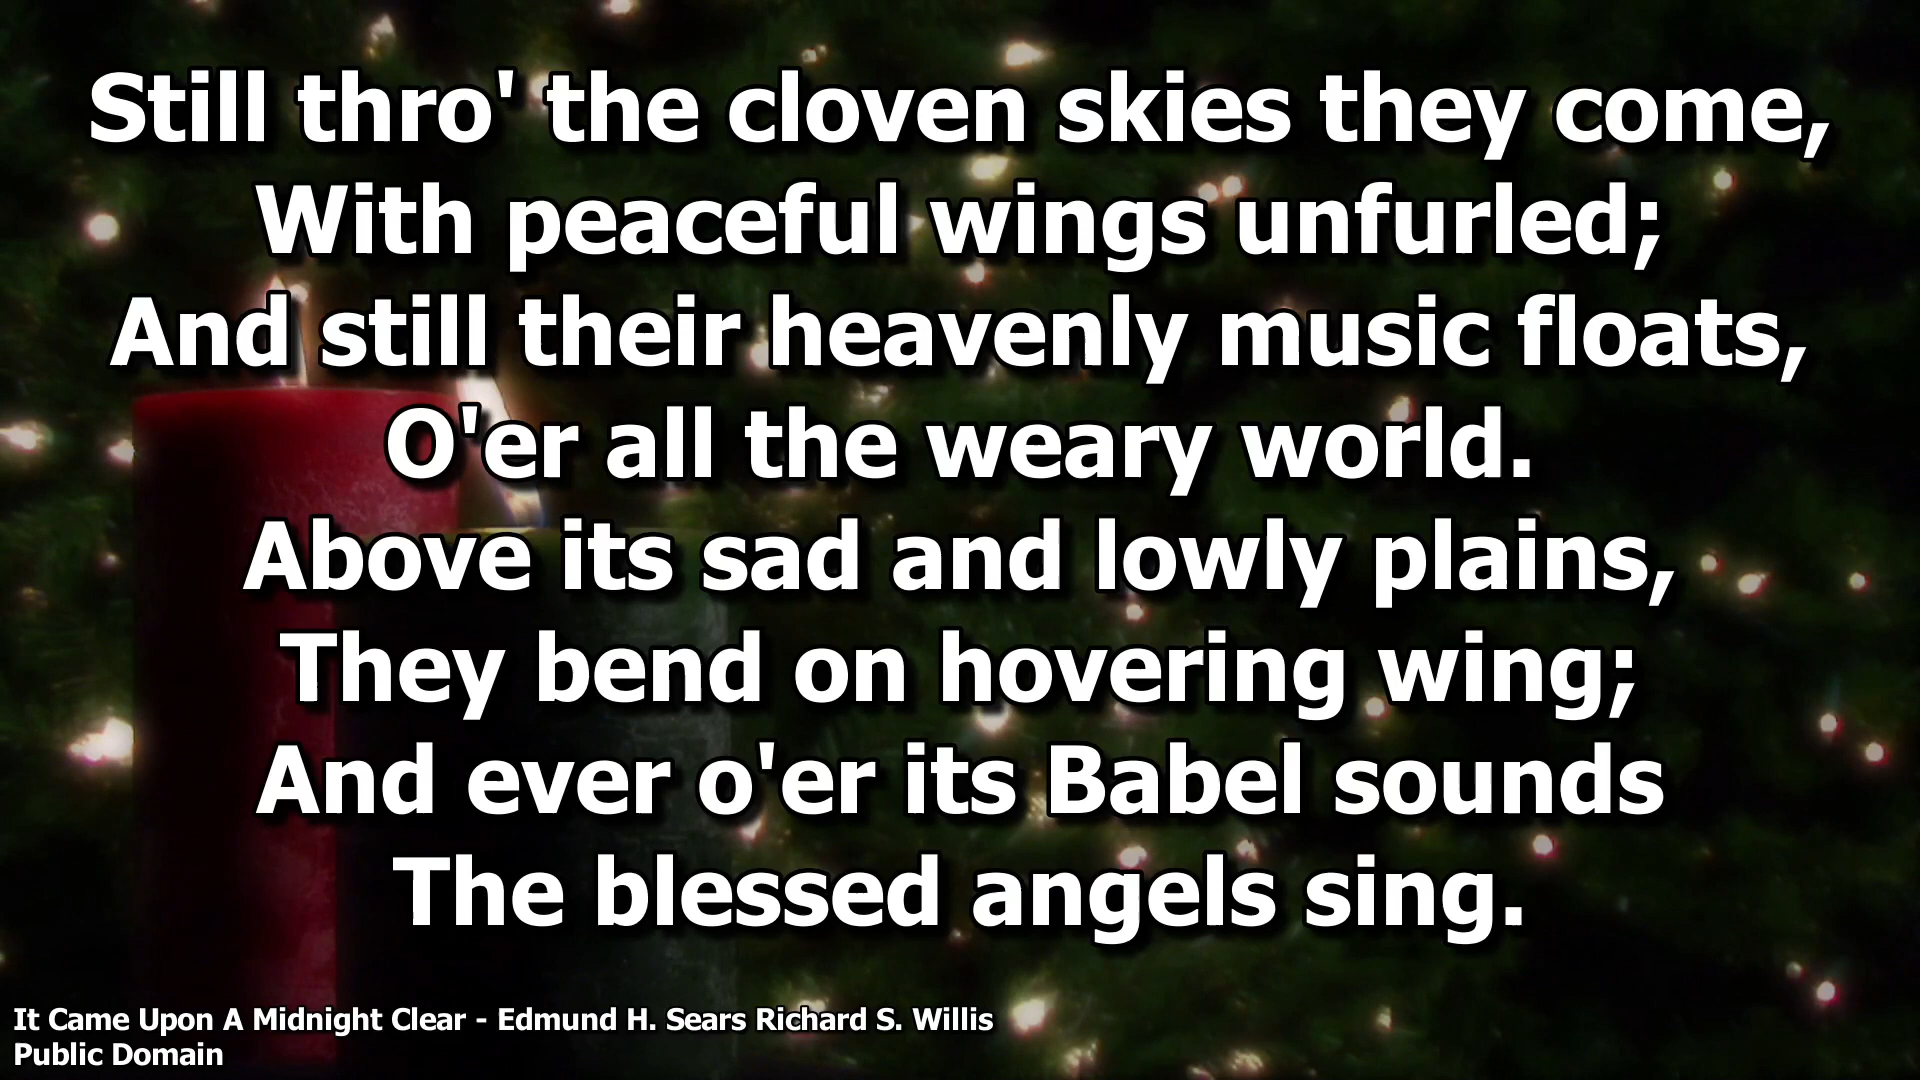 Still thro' the cloven skies they come,
With peaceful wings unfurled;
And still their heavenly music floats,
O'er all the weary world.
Above its sad and lowly plains,
They bend on hovering wing;
And ever o'er its Babel sounds
The blessed angels sing.
It Came Upon A Midnight Clear - Edmund H. Sears Richard S. Willis
Public Domain